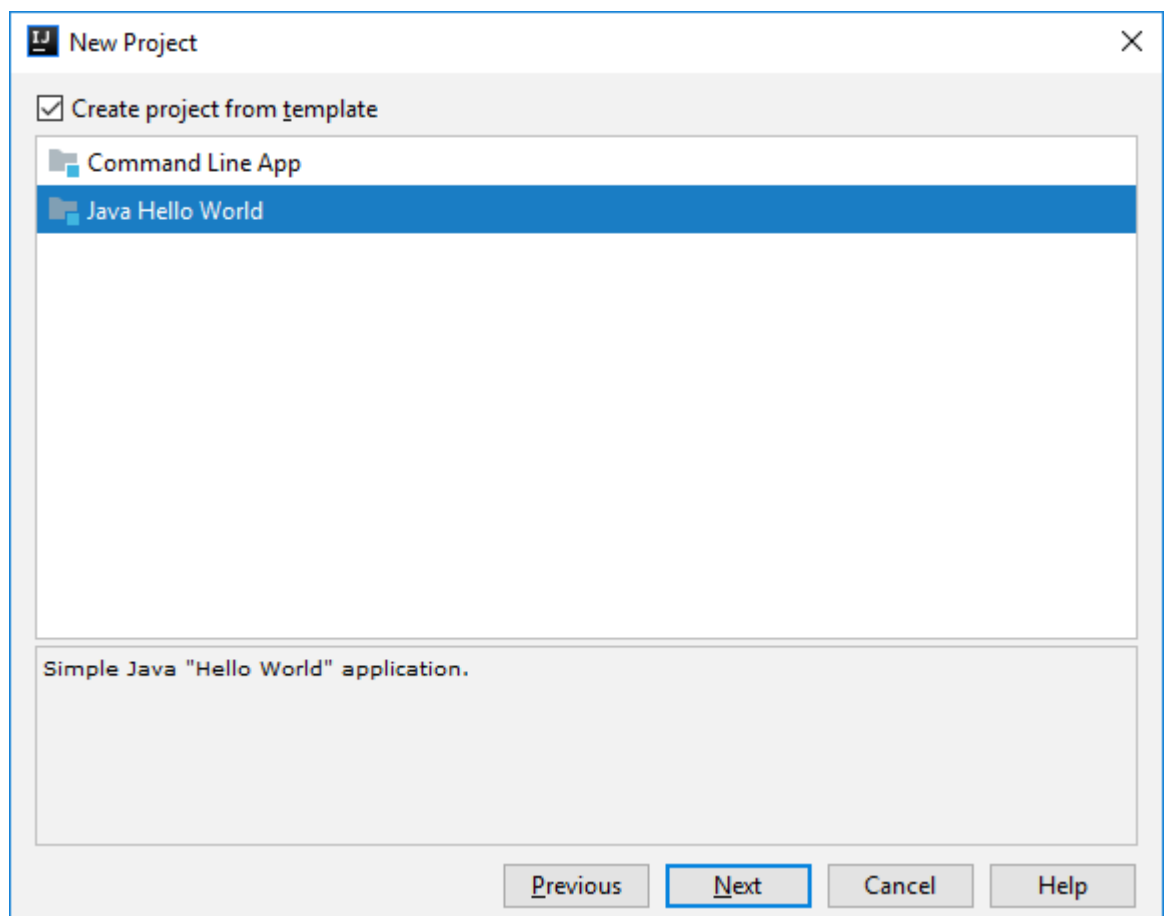 IJ
New Project
Create project from template
Command Line App
Java Hello World
Simple Java "Hello World" application.
Previous Next Cancel Help